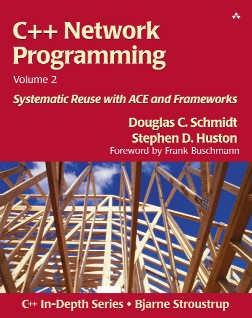 C++ Network
Programming
Volume 2
Systematic Reuse with ACE and Frameworks
Douglas C. Schmidt
Stephen D. Huston
Foreword by Frank Buschmann
C++ In-Depth Series • Bjarne Stroustrup